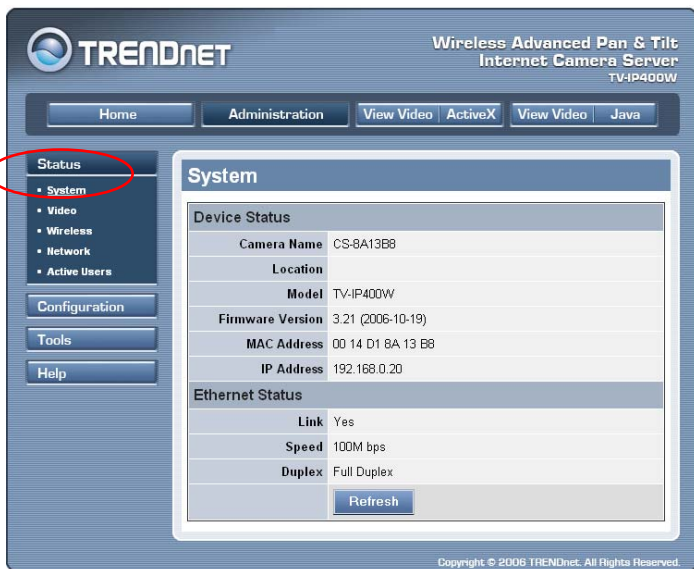 TRENDNET
Wireless Advanced Pan & Tilt
Internet Camera Server
TV-IP400W
Home Administration View Video ActiveX View Video Java
Status
System
Video
Wireless
Network
Active Users
Configuration
Tools
Help
System
Device Status
Camera Name CS-8A13B8
Location
Model TV-IP400W
Firmware Version 3.21 (2006-10-19)
MAC Address 00 14 D1 8A 13 B8
IP Address 192.168.0.20
Ethernet Status
Link Yes
Speed 100M bps
Duplex Full Duplex
Refresh
Copyright © 2006 TRENDnet. All Rights Reserved.